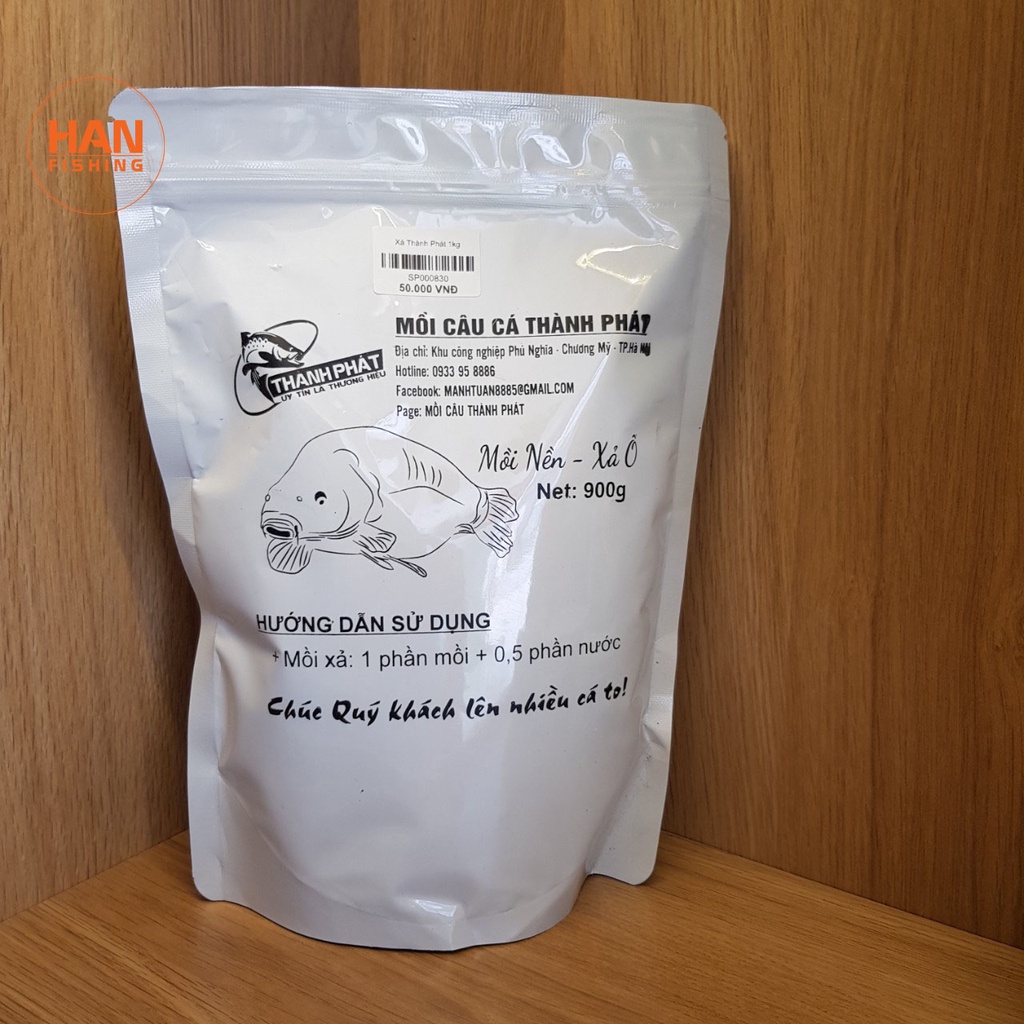 HAN
FISHING
Xả Thành Phát 1kg
SP000830
50.000 VNĐ
MỒI CÂU CÁ THÀNH PHÁT
Địa chỉ: Khu công nghiệp Phú Nghĩa - Chương Mỹ - TP.Hà Nội
Hotline: 0933 95 8886
Facebook: MANHTUAN8885@GMAIL.COM
Page: MỒI CÂU THÀNH PHÁT
THÀNH PHÁT
UY TÍN LÀ THƯƠNG HIỆU
Mồi Nền - Xả Ổ
Net: 900g
HƯỚNG DẪN SỬ DỤNG
+ Mồi xả: 1 phần mồi + 0,5 phần nước
Chúc Quý khách lên nhiều cá to!